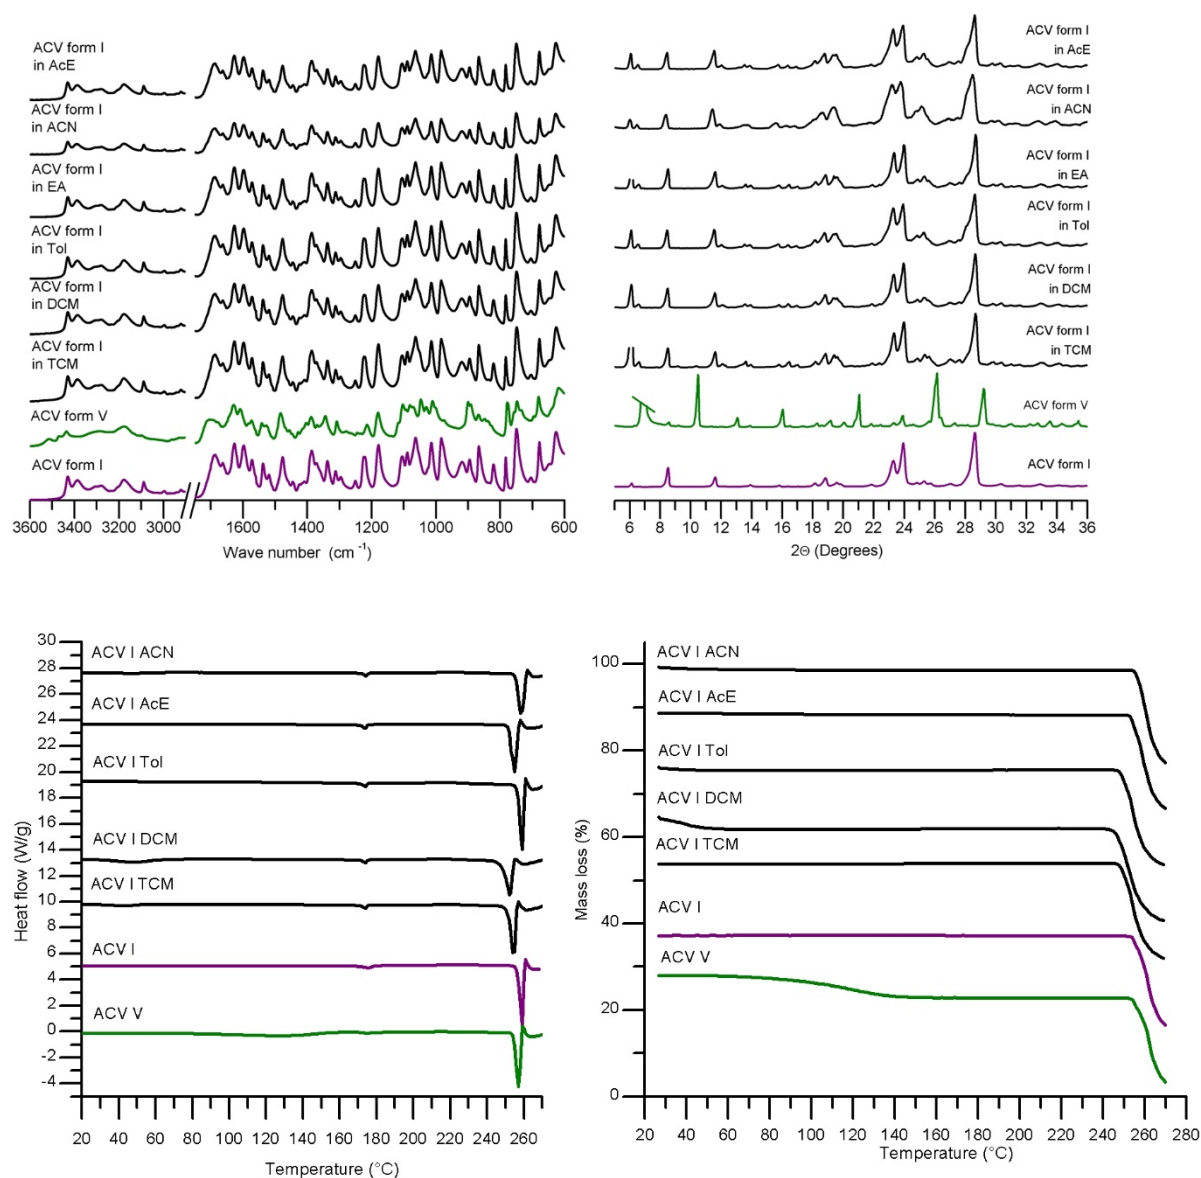 ACV form I
in AcE
ACV form I
in ACN
ACV form I
in EA
ACV form I
in Tol
ACV form I
in DCM
ACV form I
in TCM
ACV form V
ACV form I
3600 3400 3200 3000 1600 1400 1200 1000 800 600
Wave number (cm⁻¹)
ACV form I
in AcE
ACV form I
in ACN
ACV form I
in EA
ACV form I
in Tol
ACV form I
in DCM
ACV form I
in TCM
ACV form V
ACV form I
6 8 10 12 14 16 18 20 22 24 26 28 30 32 34 36
2Θ (Degrees)
30
28
26
24
22
20
18
16
14
12
10
8
6
4
2
0
-2
-4
Heat flow (W/g)
ACV I ACN
ACV I AcE
ACV I Tol
ACV I DCM
ACV I TCM
ACV I
ACV V
20 40 60 80 100 120 140 160 180 200 220 240 260
Temperature (°C)
100
80
60
40
20
0
Mass loss (%)
ACV I ACN
ACV I AcE
ACV I Tol
ACV I DCM
ACV I TCM
ACV I
ACV V
20 40 60 80 100 120 140 160 180 200 220 240 260 280
Temperature (°C)